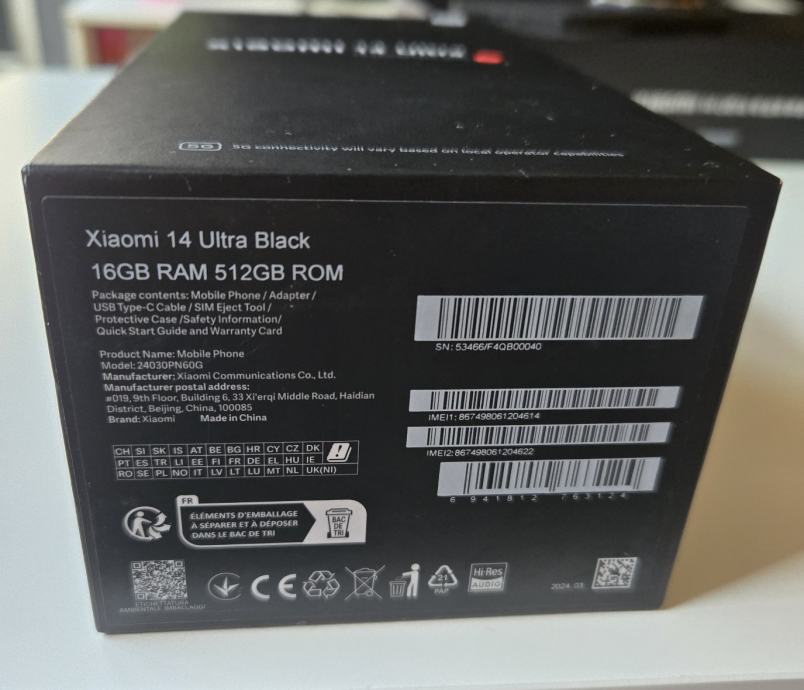 XIAOMI 14 Ultra
5G 5G connectivity will vary based on local operator capabilities
Xiaomi 14 Ultra Black
16GB RAM 512GB ROM
Package contents: Mobile Phone / Adapter /
USB Type-C Cable / SIM Eject Tool /
Protective Case /Safety Information/
Quick Start Guide and Warranty Card
Product Name: Mobile Phone
Model: 24030PN60G
Manufacturer: Xiaomi Communications Co., Ltd.
Manufacturer postal address:
#019, 9th Floor, Building 6, 33 Xi'erqi Middle Road, Haidian
District, Beijing, China, 100085
Brand: Xiaomi Made in China
SN: 53466/F4QB00040
IMEI1: 867498061204614
IMEI2: 867498061204622
6 941812 763124
CH SI SK IS AT BE BG HR CY CZ DK
PT ES TR LI EE FI FR DE EL HU IE
RO SE PL NO IT LV LT LU MT NL UK(NI)
FR
ÉLÉMENTS D'EMBALLAGE
À SÉPARER ET À DÉPOSER
DANS LE BAC DE TRI
BAC
DE
TRI
ETICHETTATURA
AMBIENTALE IMBALLAGGI
CE
21
PAP
Hi-Res
AUDIO
2024. 03